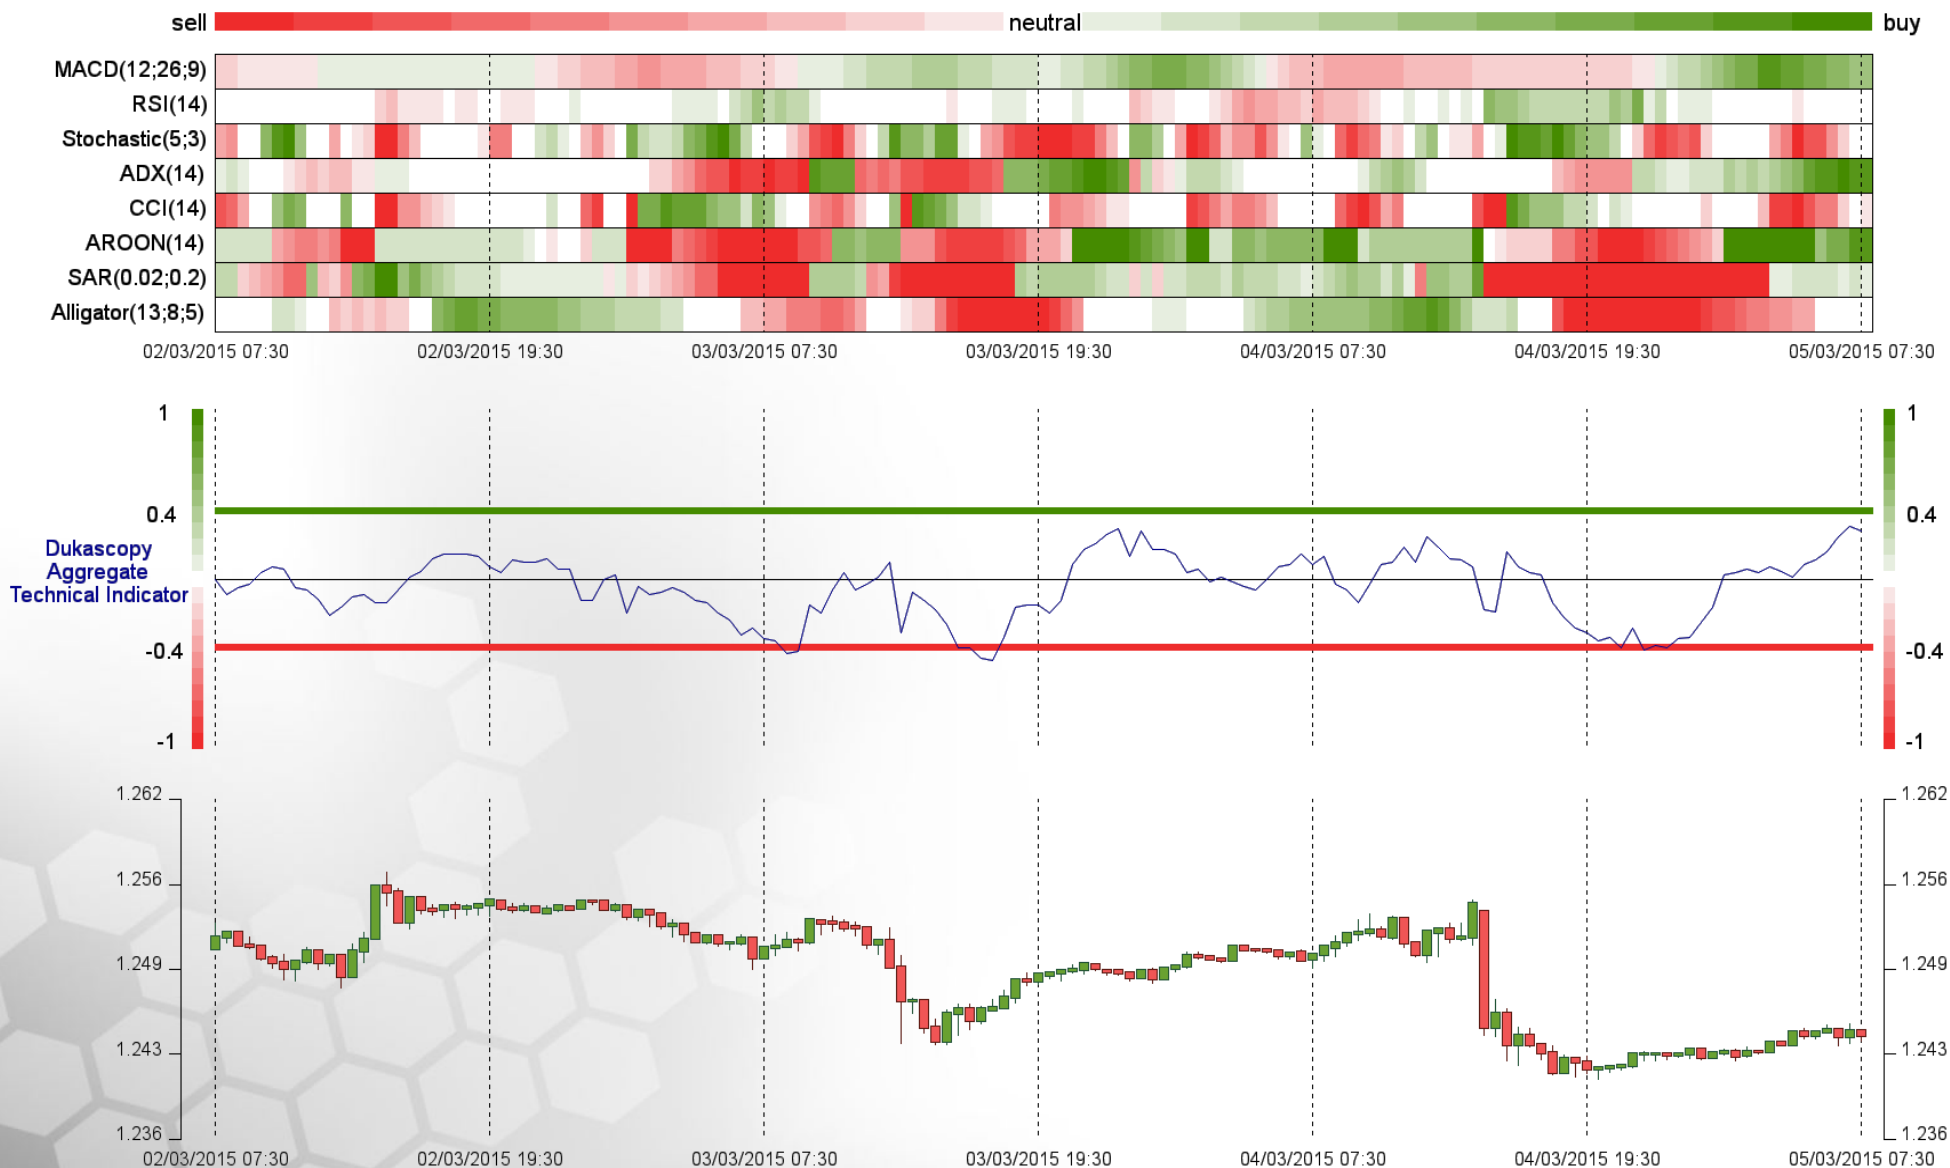 sell neutral buy
MACD(12;26;9)
RSI(14)
Stochastic(5;3)
ADX(14)
CCI(14)
AROON(14)
SAR(0.02;0.2)
Alligator(13;8;5)
02/03/2015 07:30 02/03/2015 19:30 03/03/2015 07:30 03/03/2015 19:30 04/03/2015 07:30 04/03/2015 19:30 05/03/2015 07:30
1 1
0.4 0.4
Dukascopy
Aggregate
Technical Indicator
-0.4 -0.4
-1 -1
1.262 1.262
1.256 1.256
1.249 1.249
1.243 1.243
1.236 1.236
02/03/2015 07:30 02/03/2015 19:30 03/03/2015 07:30 03/03/2015 19:30 04/03/2015 07:30 04/03/2015 19:30 05/03/2015 07:30